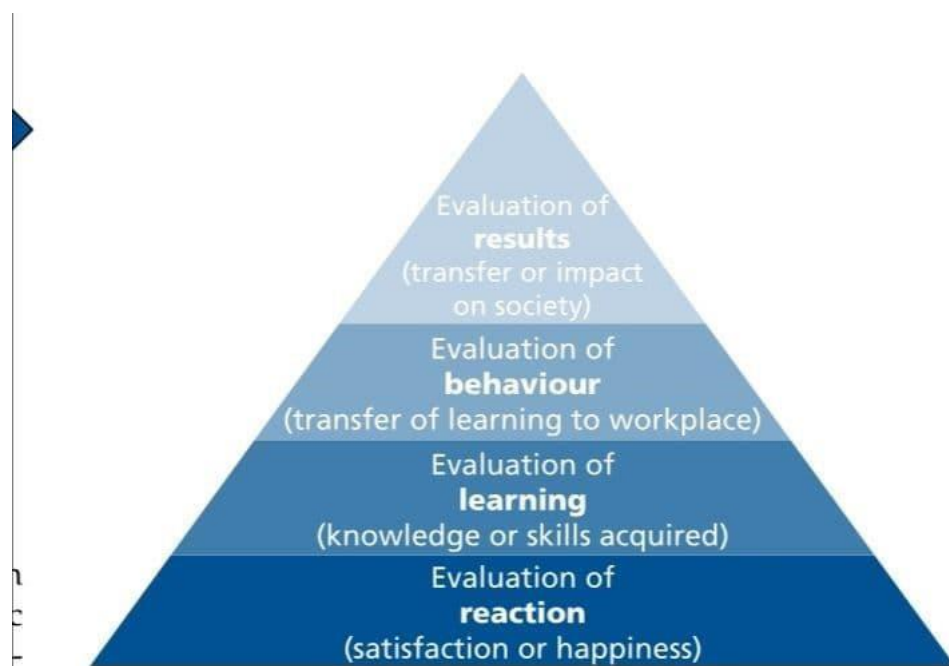 Evaluation of
results
(transfer or impact
on society)
Evaluation of
behaviour
(transfer of learning to workplace)
Evaluation of
learning
(knowledge or skills acquired)
Evaluation of
reaction
(satisfaction or happiness)